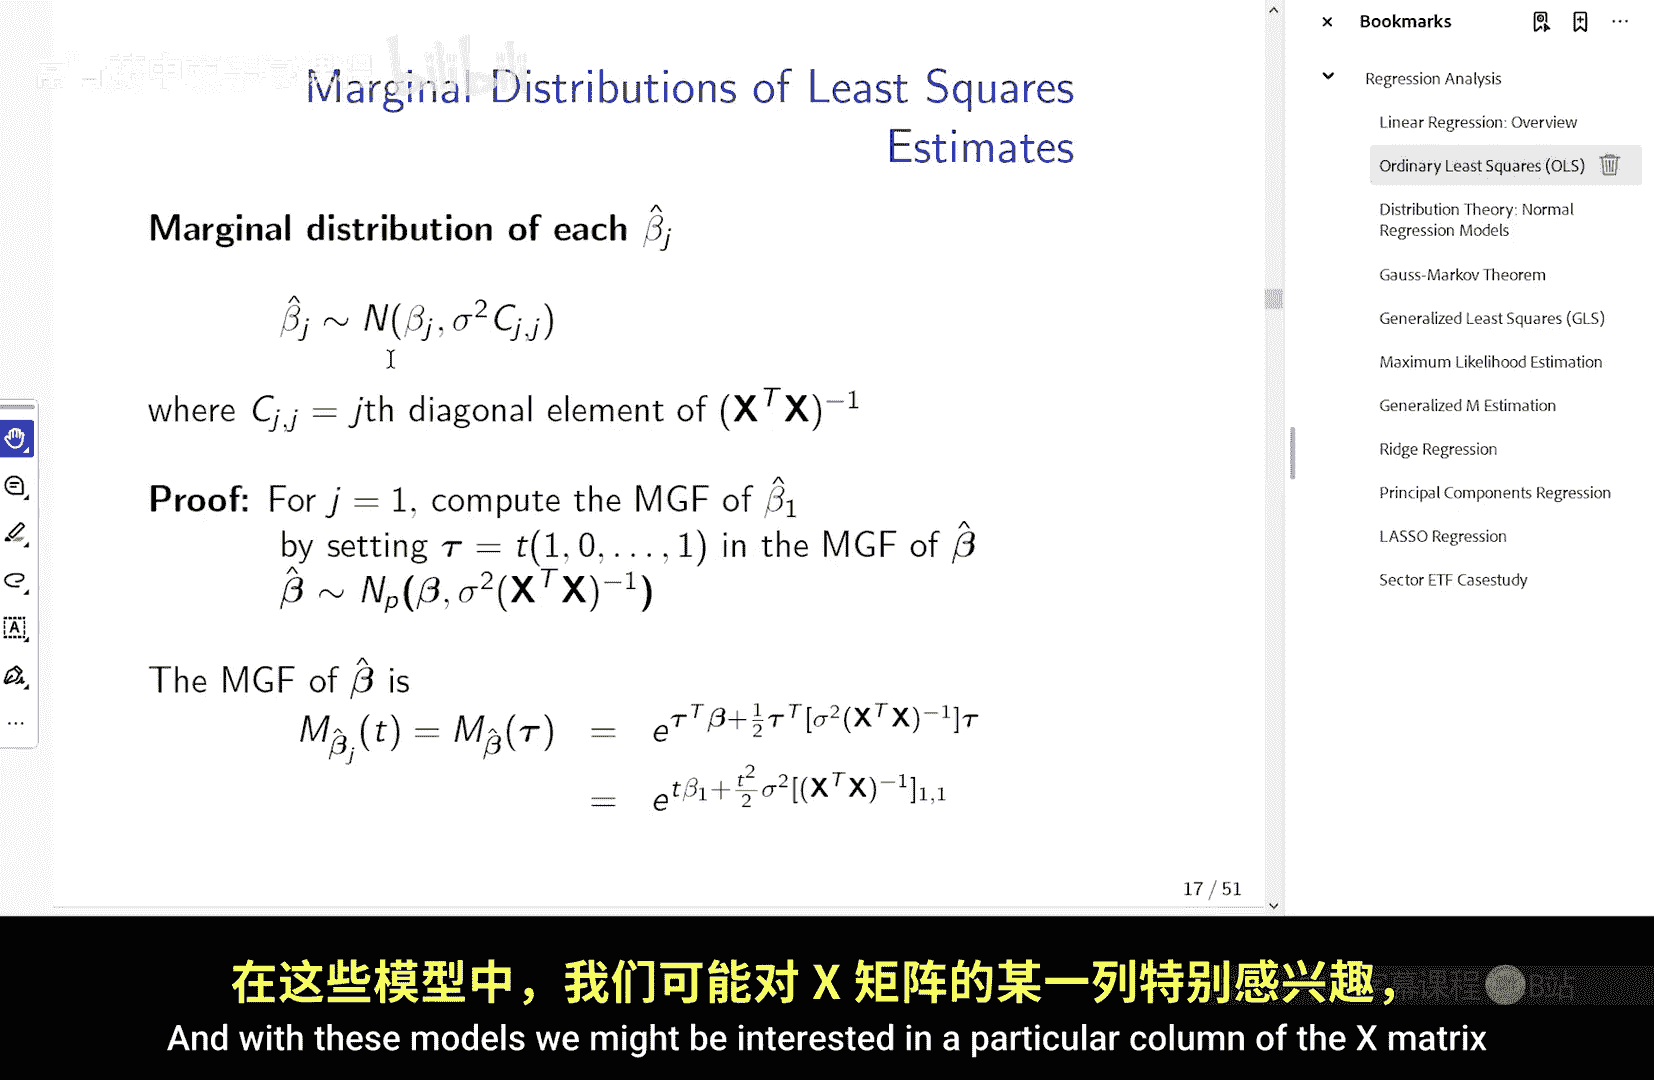 Marginal Distributions of Least Squares
Estimates
Marginal distribution of each β̂_j
β̂_j ∼ N(β_j, σ²C_{j,j})
where C_{j,j} = jth diagonal element of (X^T X)^{−1}
Proof: For j = 1, compute the MGF of β̂_1
by setting τ = t(1, 0, . . . , 1) in the MGF of β̂
β̂ ∼ N_p(β, σ²(X^T X)^{−1})
The MGF of β̂ is
M_{β̂_j}(t) = M_{β̂}(τ) = e^{τ^T β + ½ τ^T [σ²(X^T X)^{−1}] τ}
= e^{tβ_1 + t²/2 σ²[(X^T X)^{−1}]_{1,1}}
17 / 51
Bookmarks
Regression Analysis
Linear Regression: Overview
Ordinary Least Squares (OLS)
Distribution Theory: Normal
Regression Models
Gauss-Markov Theorem
Generalized Least Squares (GLS)
Maximum Likelihood Estimation
Generalized M Estimation
Ridge Regression
Principal Components Regression
LASSO Regression
Sector ETF Casestudy
在这些模型中，我们可能对 X 矩阵的某一列特别感兴趣，
And with these models we might be interested in a particular column of the X matrix
幕课程 B站
bilibili